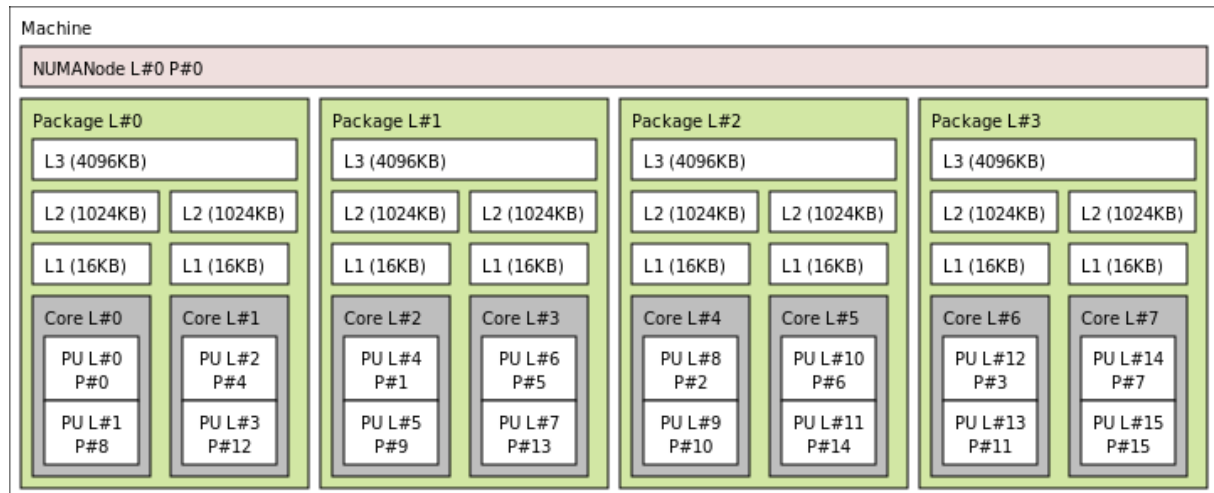 Machine
NUMANode L#0 P#0
Package L#0
L3 (4096KB)
L2 (1024KB)
L2 (1024KB)
L1 (16KB)
L1 (16KB)
Core L#0
PU L#0
P#0
PU L#1
P#8
Core L#1
PU L#2
P#4
PU L#3
P#12
Package L#1
L3 (4096KB)
L2 (1024KB)
L2 (1024KB)
L1 (16KB)
L1 (16KB)
Core L#2
PU L#4
P#1
PU L#5
P#9
Core L#3
PU L#6
P#5
PU L#7
P#13
Package L#2
L3 (4096KB)
L2 (1024KB)
L2 (1024KB)
L1 (16KB)
L1 (16KB)
Core L#4
PU L#8
P#2
PU L#9
P#10
Core L#5
PU L#10
P#6
PU L#11
P#14
Package L#3
L3 (4096KB)
L2 (1024KB)
L2 (1024KB)
L1 (16KB)
L1 (16KB)
Core L#6
PU L#12
P#3
PU L#13
P#11
Core L#7
PU L#14
P#7
PU L#15
P#15